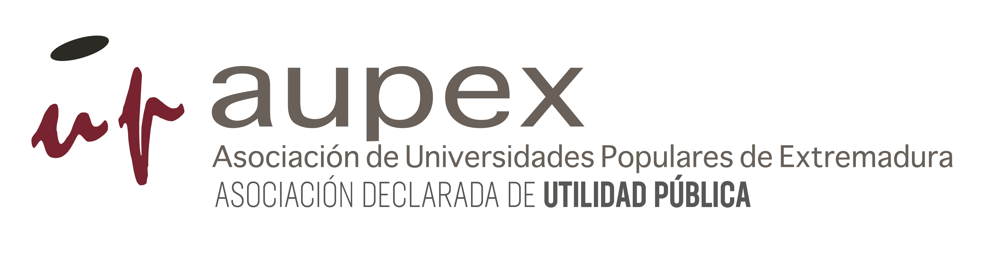 up
aupex
Asociación de Universidades Populares de Extremadura
ASOCIACIÓN DECLARADA DE UTILIDAD PÚBLICA